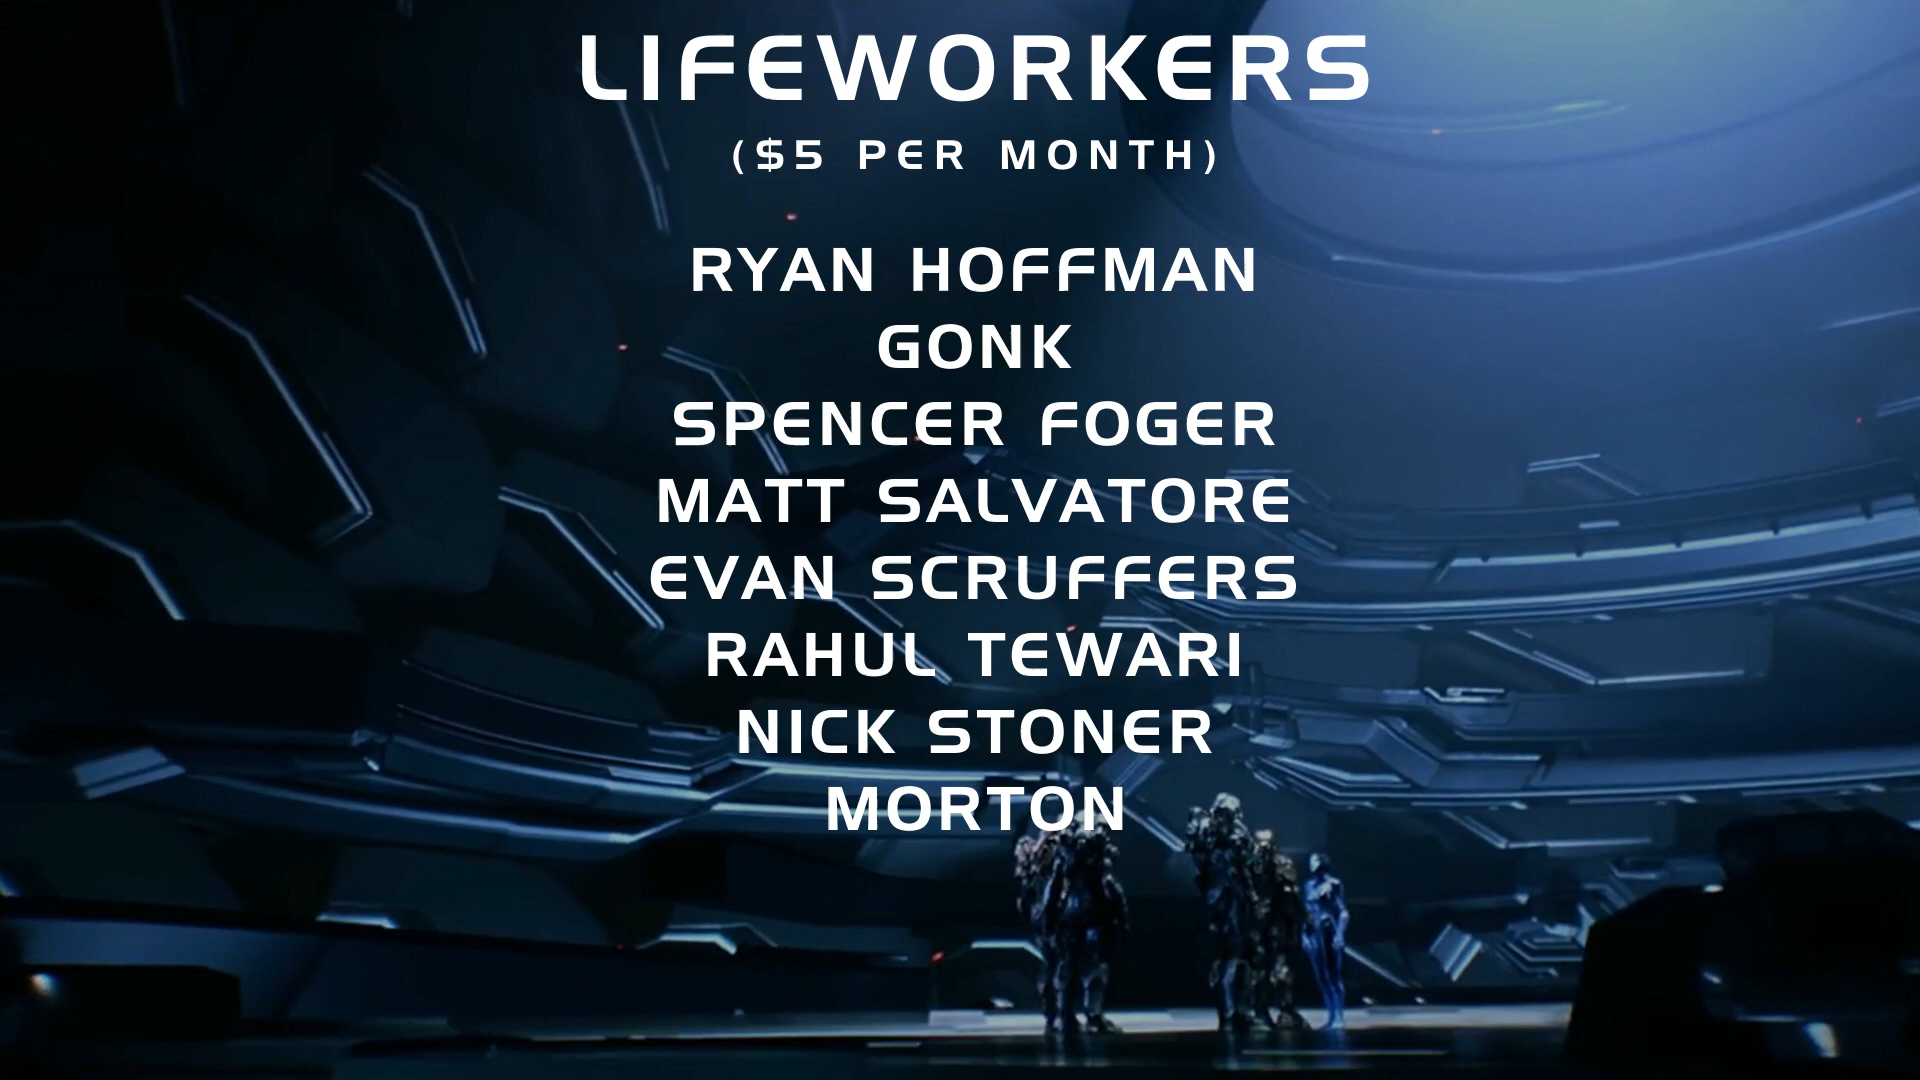 LIFEWORKERS
($5 PER MONTH)
RYAN HOFFMAN
GONK
SPENCER FOGER
MATT SALVATORE
EVAN SCRUFFERS
RAHUL TEWARI
NICK STONER
MORTON